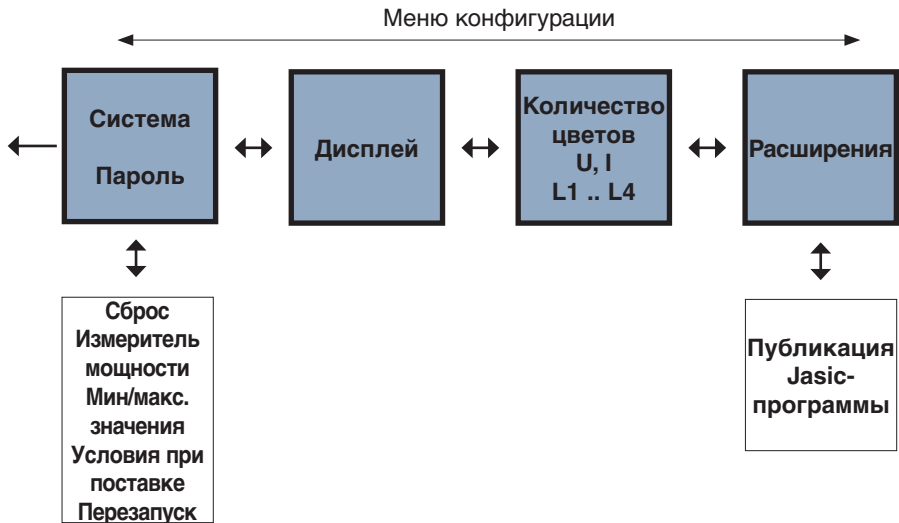 Меню конфигурации
Система
Пароль
Дисплей
Количество
цветов
U, I
L1 .. L4
Расширения
Сброс
Измеритель
мощности
Мин/макс.
значения
Условия при
поставке
Перезапуск
Публикация
Jasic-
программы